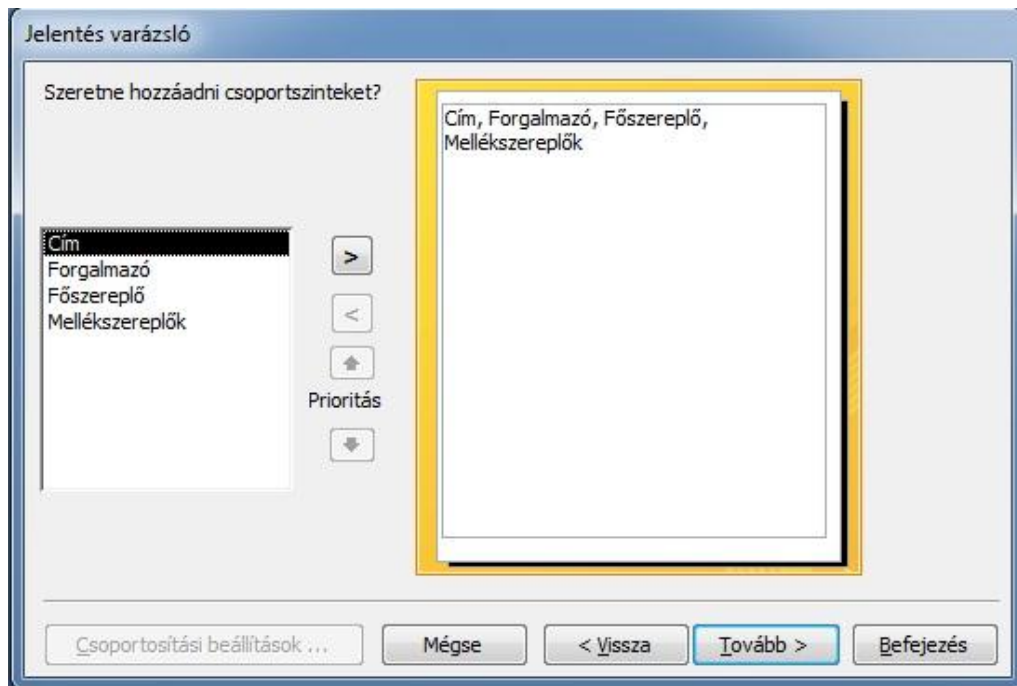 Jelentés varázsló
Szeretne hozzáadni csoportszinteket?
Cím, Forgalmazó, Főszereplő,
Mellékszereplők
Cím
Forgalmazó
Főszereplő
Mellékszereplők
>
<
Prioritás
Csoportosítási beállítások ...
Mégse
< Vissza
Tovább >
Befejezés